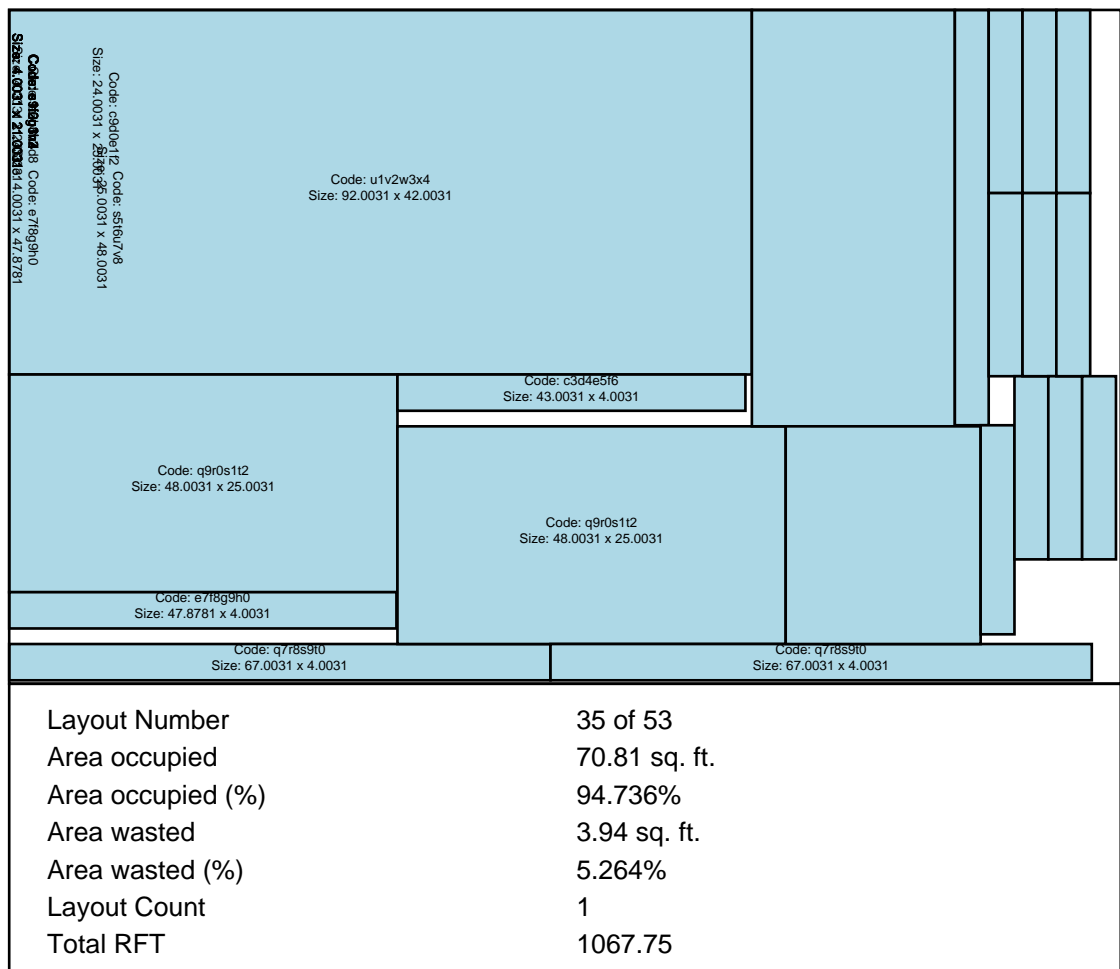 Code: c9d0e1f2
Size: 24.0031 x 25.0031
Code: s5t6u7v8
Size: 25.0031 x 48.0031
Code: e7f8g9h0
Code: u1v2w3x4
Size: 92.0031 x 42.0031
Code: c3d4e5f6
Size: 43.0031 x 4.0031
Code: q9r0s1t2
Size: 48.0031 x 25.0031
Code: q9r0s1t2
Size: 48.0031 x 25.0031
Code: e7f8g9h0
Size: 47.8781 x 4.0031
Code: q7r8s9t0
Size: 67.0031 x 4.0031
Code: q7r8s9t0
Size: 67.0031 x 4.0031
Layout Number 35 of 53
Area occupied 70.81 sq. ft.
Area occupied (%) 94.736%
Area wasted 3.94 sq. ft.
Area wasted (%) 5.264%
Layout Count 1
Total RFT 1067.75